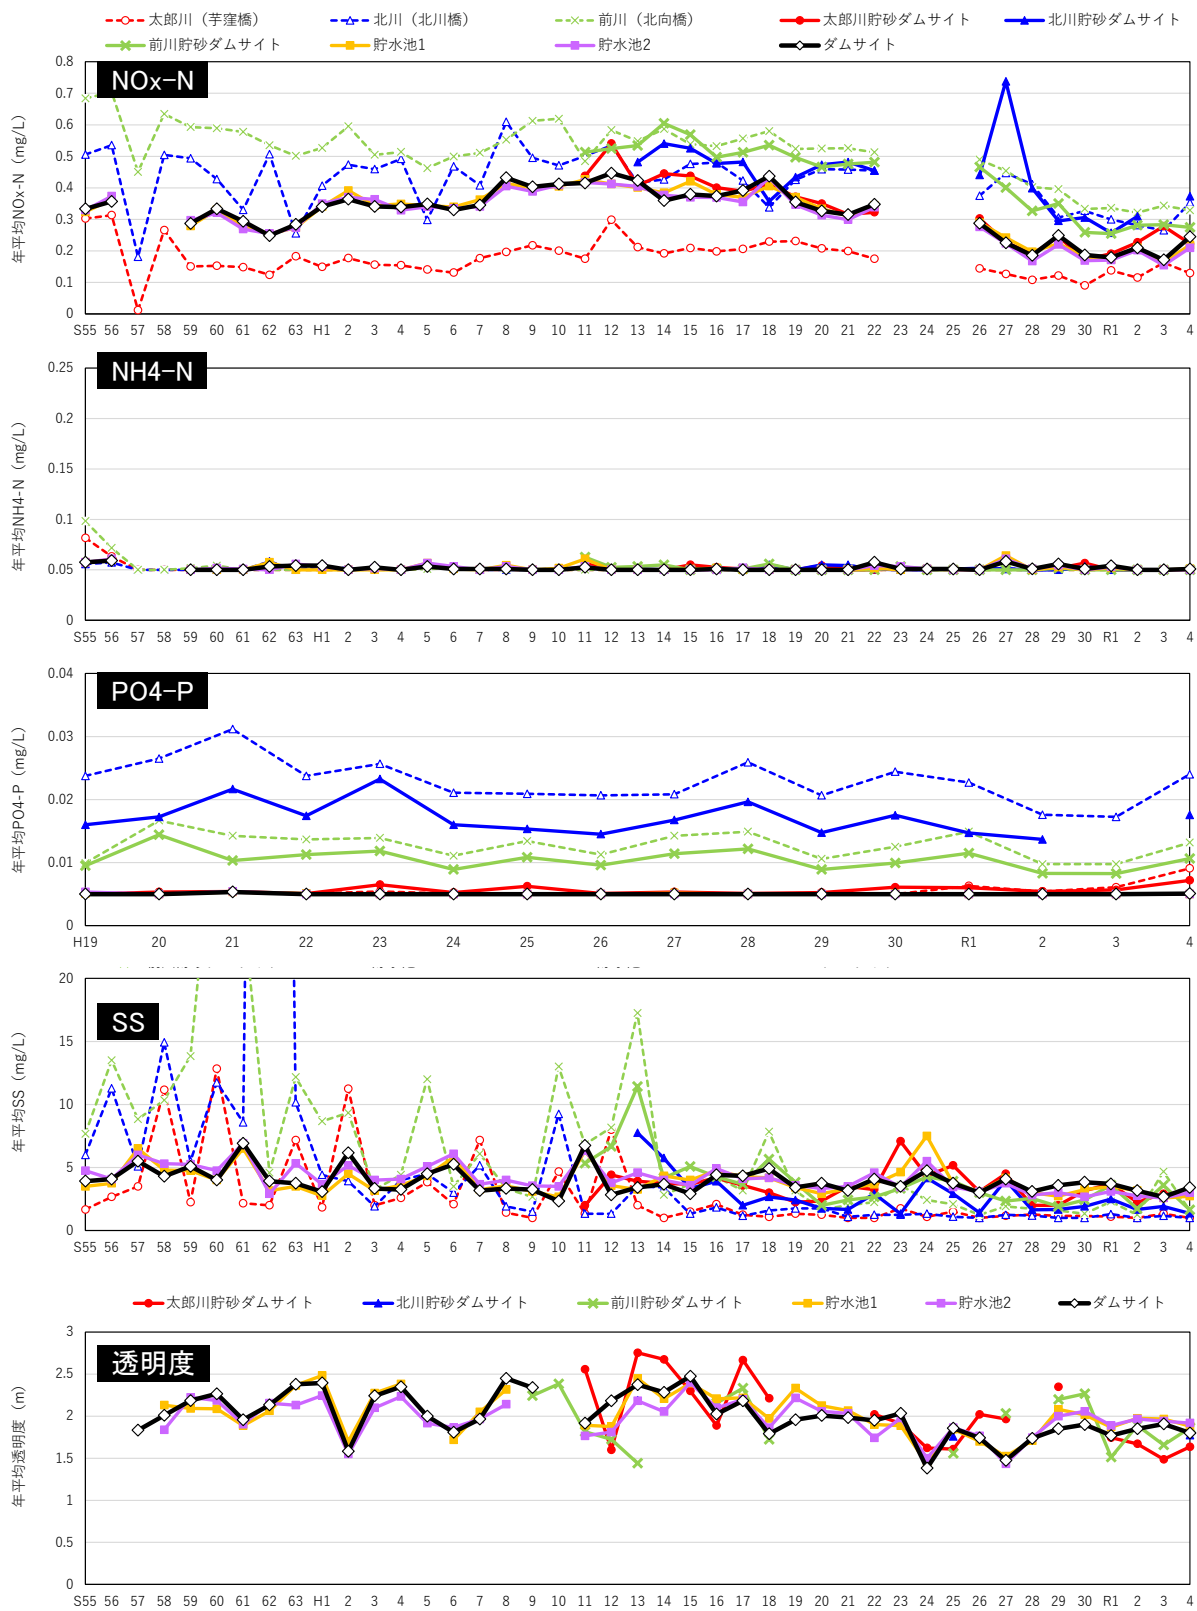 太郎川（芋窪橋） 北川（北川橋） 前川（北向橋） 太郎川貯砂ダムサイト 北川貯砂ダムサイト
前川貯砂ダムサイト 貯水池1 貯水池2 ダムサイト
NOx-N
年平均NOx-N（mg/L）
0.8
0.7
0.6
0.5
0.4
0.3
0.2
0.1
0
S55 56 57 58 59 60 61 62 63 H1 2 3 4 5 6 7 8 9 10 11 12 13 14 15 16 17 18 19 20 21 22 23 24 25 26 27 28 29 30 R1 2 3 4
NH4-N
年平均NH4-N（mg/L）
0.25
0.2
0.15
0.1
0.05
0
S55 56 57 58 59 60 61 62 63 H1 2 3 4 5 6 7 8 9 10 11 12 13 14 15 16 17 18 19 20 21 22 23 24 25 26 27 28 29 30 R1 2 3 4
PO4-P
年平均PO4-P（mg/L）
0.04
0.03
0.02
0.01
0
H19 20 21 22 23 24 25 26 27 28 29 30 R1 2 3 4
SS
年平均SS（mg/L）
20
15
10
5
0
S55 56 57 58 59 60 61 62 63 H1 2 3 4 5 6 7 8 9 10 11 12 13 14 15 16 17 18 19 20 21 22 23 24 25 26 27 28 29 30 R1 2 3 4
太郎川貯砂ダムサイト 北川貯砂ダムサイト 前川貯砂ダムサイト 貯水池1 貯水池2 ダムサイト
透明度
年平均透明度（m）
3
2.5
2
1.5
1
0.5
0
S55 56 57 58 59 60 61 62 63 H1 2 3 4 5 6 7 8 9 10 11 12 13 14 15 16 17 18 19 20 21 22 23 24 25 26 27 28 29 30 R1 2 3 4